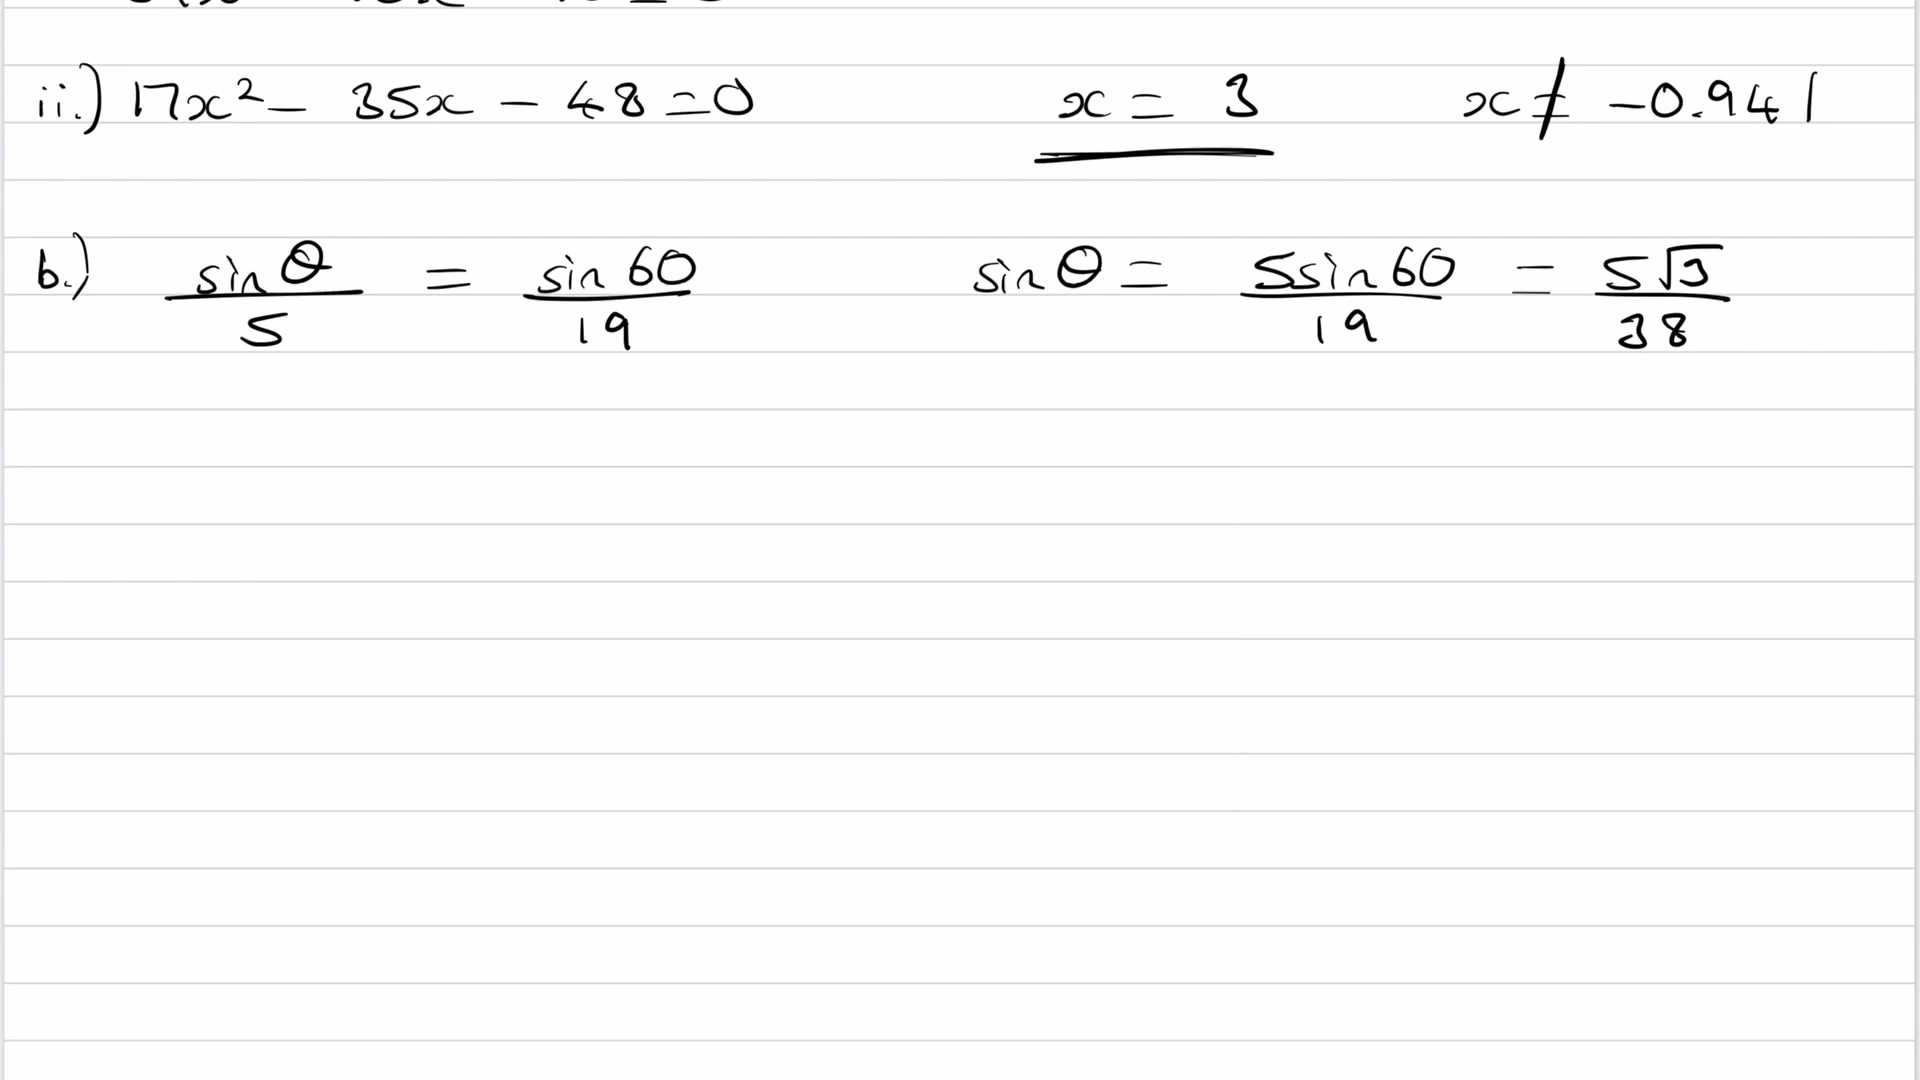 ii.) 17x² - 35x - 48 = 0 x = 3 x ≠ -0.941
b.) sin θ / 5 = sin 60 / 19 sin θ = 5 sin 60 / 19 = 5√3 / 38